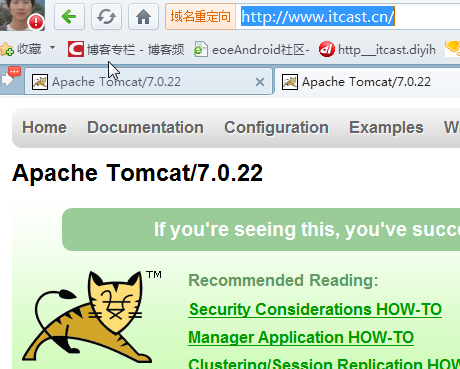 域名重定向 http://www.itcast.cn/
收藏 博客专栏 - 博客频 eoeAndroid社区- http___itcast.diyih
Apache Tomcat/7.0.22 Apache Tomcat/7.0.22
Home Documentation Configuration Examples
Apache Tomcat/7.0.22
If you're seeing this, you've succ
TM
Recommended Reading:
Security Considerations HOW-TO
Manager Application HOW-TO
Clustering/Session Replication HOW-TO